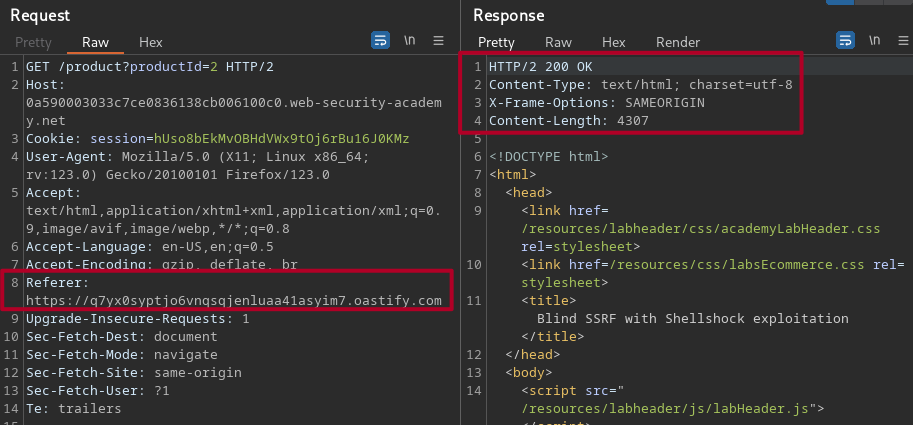 Request
Pretty Raw Hex
\n
1 GET /product?productId=2 HTTP/2
2 Host:
0a590003033c7ce0836138cb006100c0.web-security-academ
y.net
3 Cookie: session=hUso8bEkMvOBHdVWx9tOj6rBu16J0KMz
4 User-Agent: Mozilla/5.0 (X11; Linux x86_64;
rv:123.0) Gecko/20100101 Firefox/123.0
5 Accept:
text/html,application/xhtml+xml,application/xml;q=0.
9,image/avif,image/webp,*/*;q=0.8
6 Accept-Language: en-US,en;q=0.5
7 Accept-Encoding: gzip, deflate, br
8 Referer:
https://q7yx0syptjo6vnqsqjenluaa41asyim7.oastify.com
9 Upgrade-Insecure-Requests: 1
10 Sec-Fetch-Dest: document
11 Sec-Fetch-Mode: navigate
12 Sec-Fetch-Site: same-origin
13 Sec-Fetch-User: ?1
14 Te: trailers
Response
Pretty Raw Hex Render
\n
1 HTTP/2 200 OK
2 Content-Type: text/html; charset=utf-8
3 X-Frame-Options: SAMEORIGIN
4 Content-Length: 4307
5
6 <!DOCTYPE html>
7 <html>
8 <head>
9 <link href=
/resources/labheader/css/academyLabHeader.css
rel=stylesheet>
10 <link href=/resources/css/labsEcommerce.css rel=
stylesheet>
11 <title>
Blind SSRF with Shellshock exploitation
</title>
12 </head>
13 <body>
14 <script src="
/resources/labheader/js/labHeader.js">